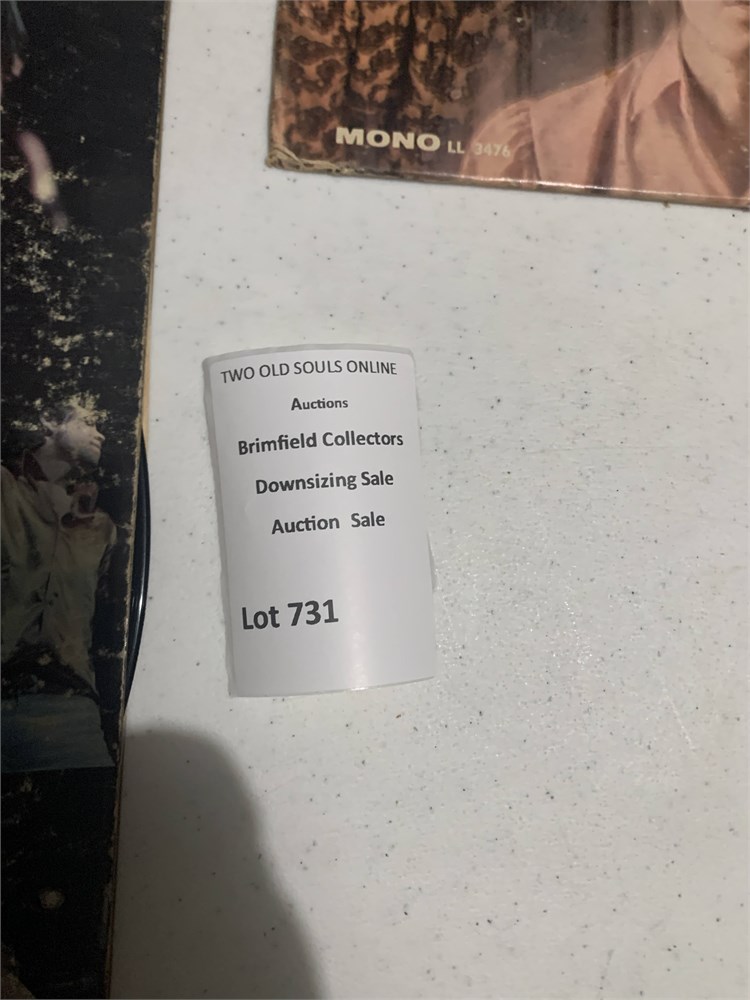 MONO LL 3476
TWO OLD SOULS ONLINE
Auctions
Brimfield Collectors
Downsizing Sale
Auction Sale
Lot 731